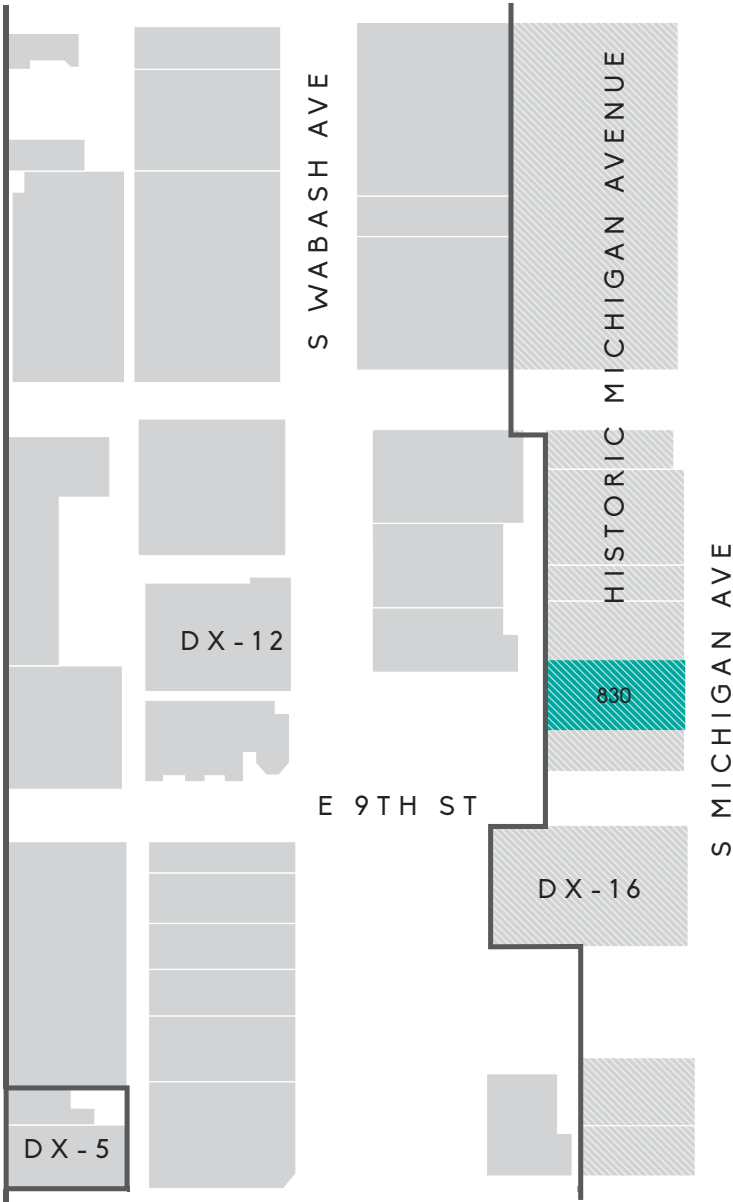 S WABASH AVE
HISTORIC MICHIGAN AVENUE
DX-12
830
S MICHIGAN AVE
E 9TH ST
DX-16
DX-5